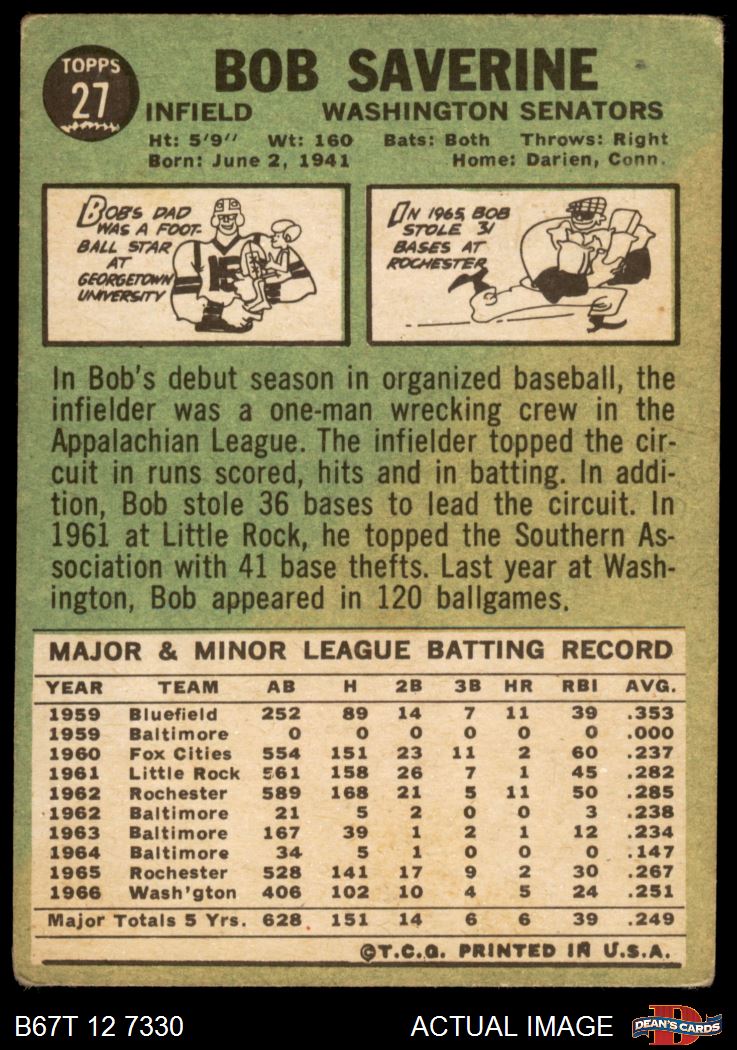 TOPPS
27
BOB SAVERINE
INFIELD WASHINGTON SENATORS
Ht: 5'9" Wt: 160 Bats: Both Throws: Right
Born: June 2, 1941 Home: Darien, Conn.
BOB'S DAD
WAS A FOOT-
BALL STAR
AT
GEORGETOWN
UNIVERSITY
IN 1965, BOB
STOLE 31
BASES AT
ROCHESTER
In Bob's debut season in organized baseball, the
infielder was a one-man wrecking crew in the
Appalachian League. The infielder topped the cir-
cuit in runs scored, hits and in batting. In addi-
tion, Bob stole 36 bases to lead the circuit. In
1961 at Little Rock, he topped the Southern As-
sociation with 41 base thefts. Last year at Wash-
ington, Bob appeared in 120 ballgames.
MAJOR & MINOR LEAGUE BATTING RECORD
YEAR TEAM AB H 2B 3B HR RBI AVG.
1959 Bluefield 252 89 14 7 11 39 .353
1959 Baltimore 0 0 0 0 0 0 .000
1960 Fox Cities 554 151 23 11 2 60 .237
1961 Little Rock 561 158 26 7 1 45 .282
1962 Rochester 589 168 21 5 11 50 .285
1962 Baltimore 21 5 2 0 0 3 .238
1963 Baltimore 167 39 1 2 1 12 .234
1964 Baltimore 34 5 1 0 0 0 .147
1965 Rochester 528 141 17 9 2 30 .267
1966 Wash'gton 406 102 10 4 5 24 .251
Major Totals 5 Yrs. 628 151 14 6 6 39 .249
©T.C.G. PRINTED IN U.S.A.
B67T 12 7330 ACTUAL IMAGE
D
DEAN'S CARDS